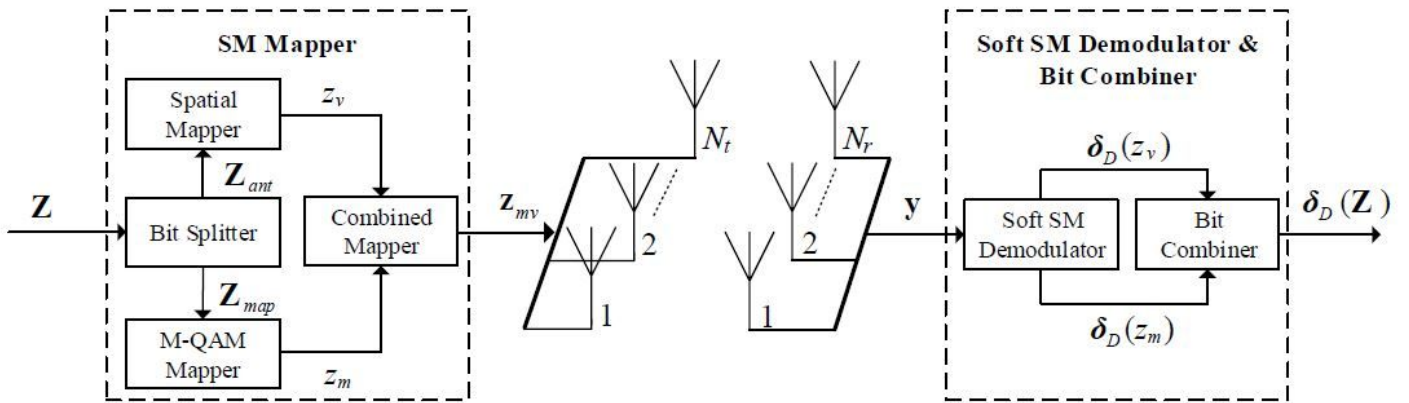 SM Mapper
Spatial
Mapper
z_v
Z_ant
Z
Bit Splitter
Combined
Mapper
z_mv
Z_map
M-QAM
Mapper
z_m
N_t
2
1
N_r
2
1
y
Soft SM Demodulator &
Bit Combiner
δ_D(z_v)
Soft SM
Demodulator
Bit
Combiner
δ_D(Z)
δ_D(z_m)